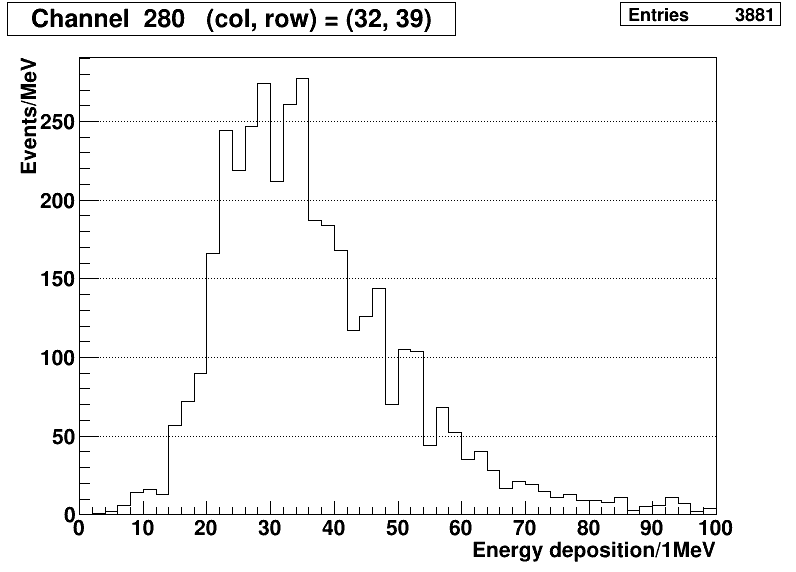 Channel 280 (col, row) = (32, 39)
Entries 3881
Events/MeV
250
200
150
100
50
0
0 10 20 30 40 50 60 70 80 90 100
Energy deposition/1MeV